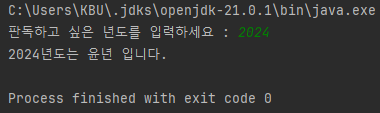 C:\Users\KBU\.jdks\openjdk-21.0.1\bin\java.exe
판독하고 싶은 년도를 입력하세요 : 2024
2024년도는 윤년 입니다.
Process finished with exit code 0